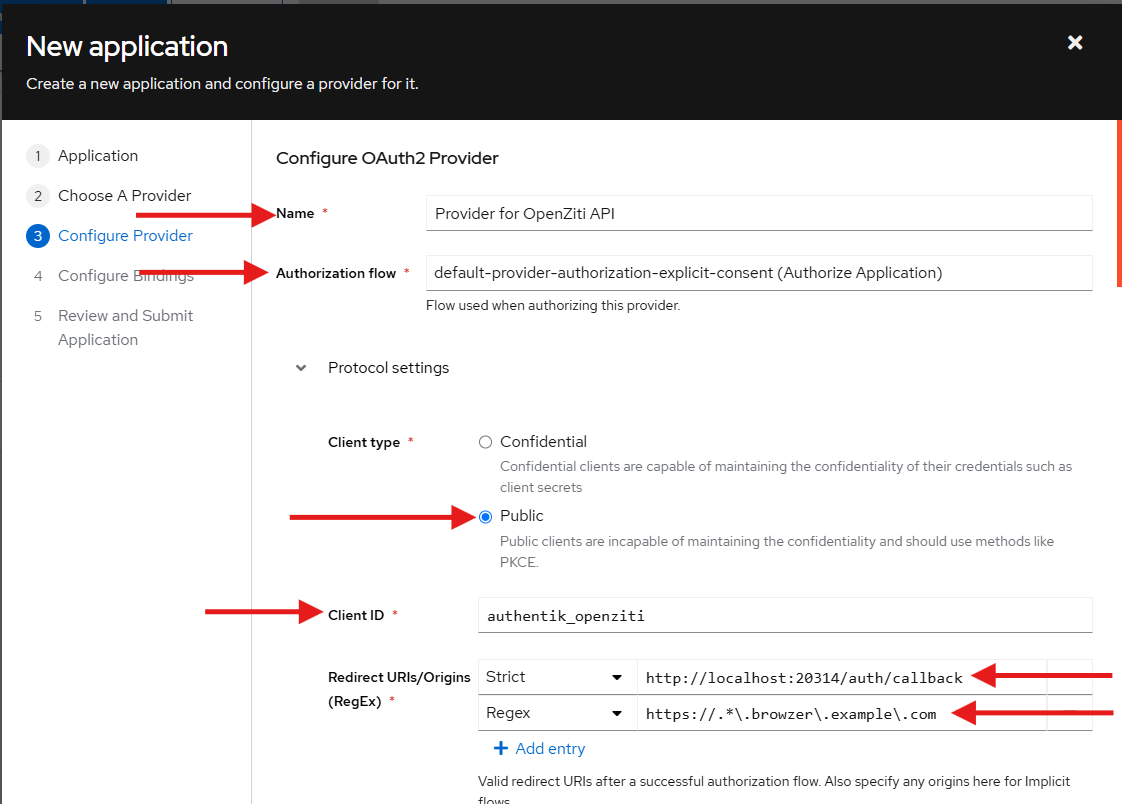 New application
Create a new application and configure a provider for it.
1 Application
2 Choose A Provider
3 Configure Provider
4 Configure Bindings
5 Review and Submit
Application
Configure OAuth2 Provider
Name *
Provider for OpenZiti API
Authorization flow *
default-provider-authorization-explicit-consent (Authorize Application)
Flow used when authorizing this provider.
Protocol settings
Client type *
Confidential
Confidential clients are capable of maintaining the confidentiality of their credentials such as
client secrets
Public
Public clients are incapable of maintaining the confidentiality and should use methods like
PKCE.
Client ID *
authentik_openziti
Redirect URIs/Origins
(RegEx) *
Strict http://localhost:20314/auth/callback
Regex https://.*\.browzer\.example\.com
Add entry
Valid redirect URIs after a successful authorization flow. Also specify any origins here for Implicit
flows.